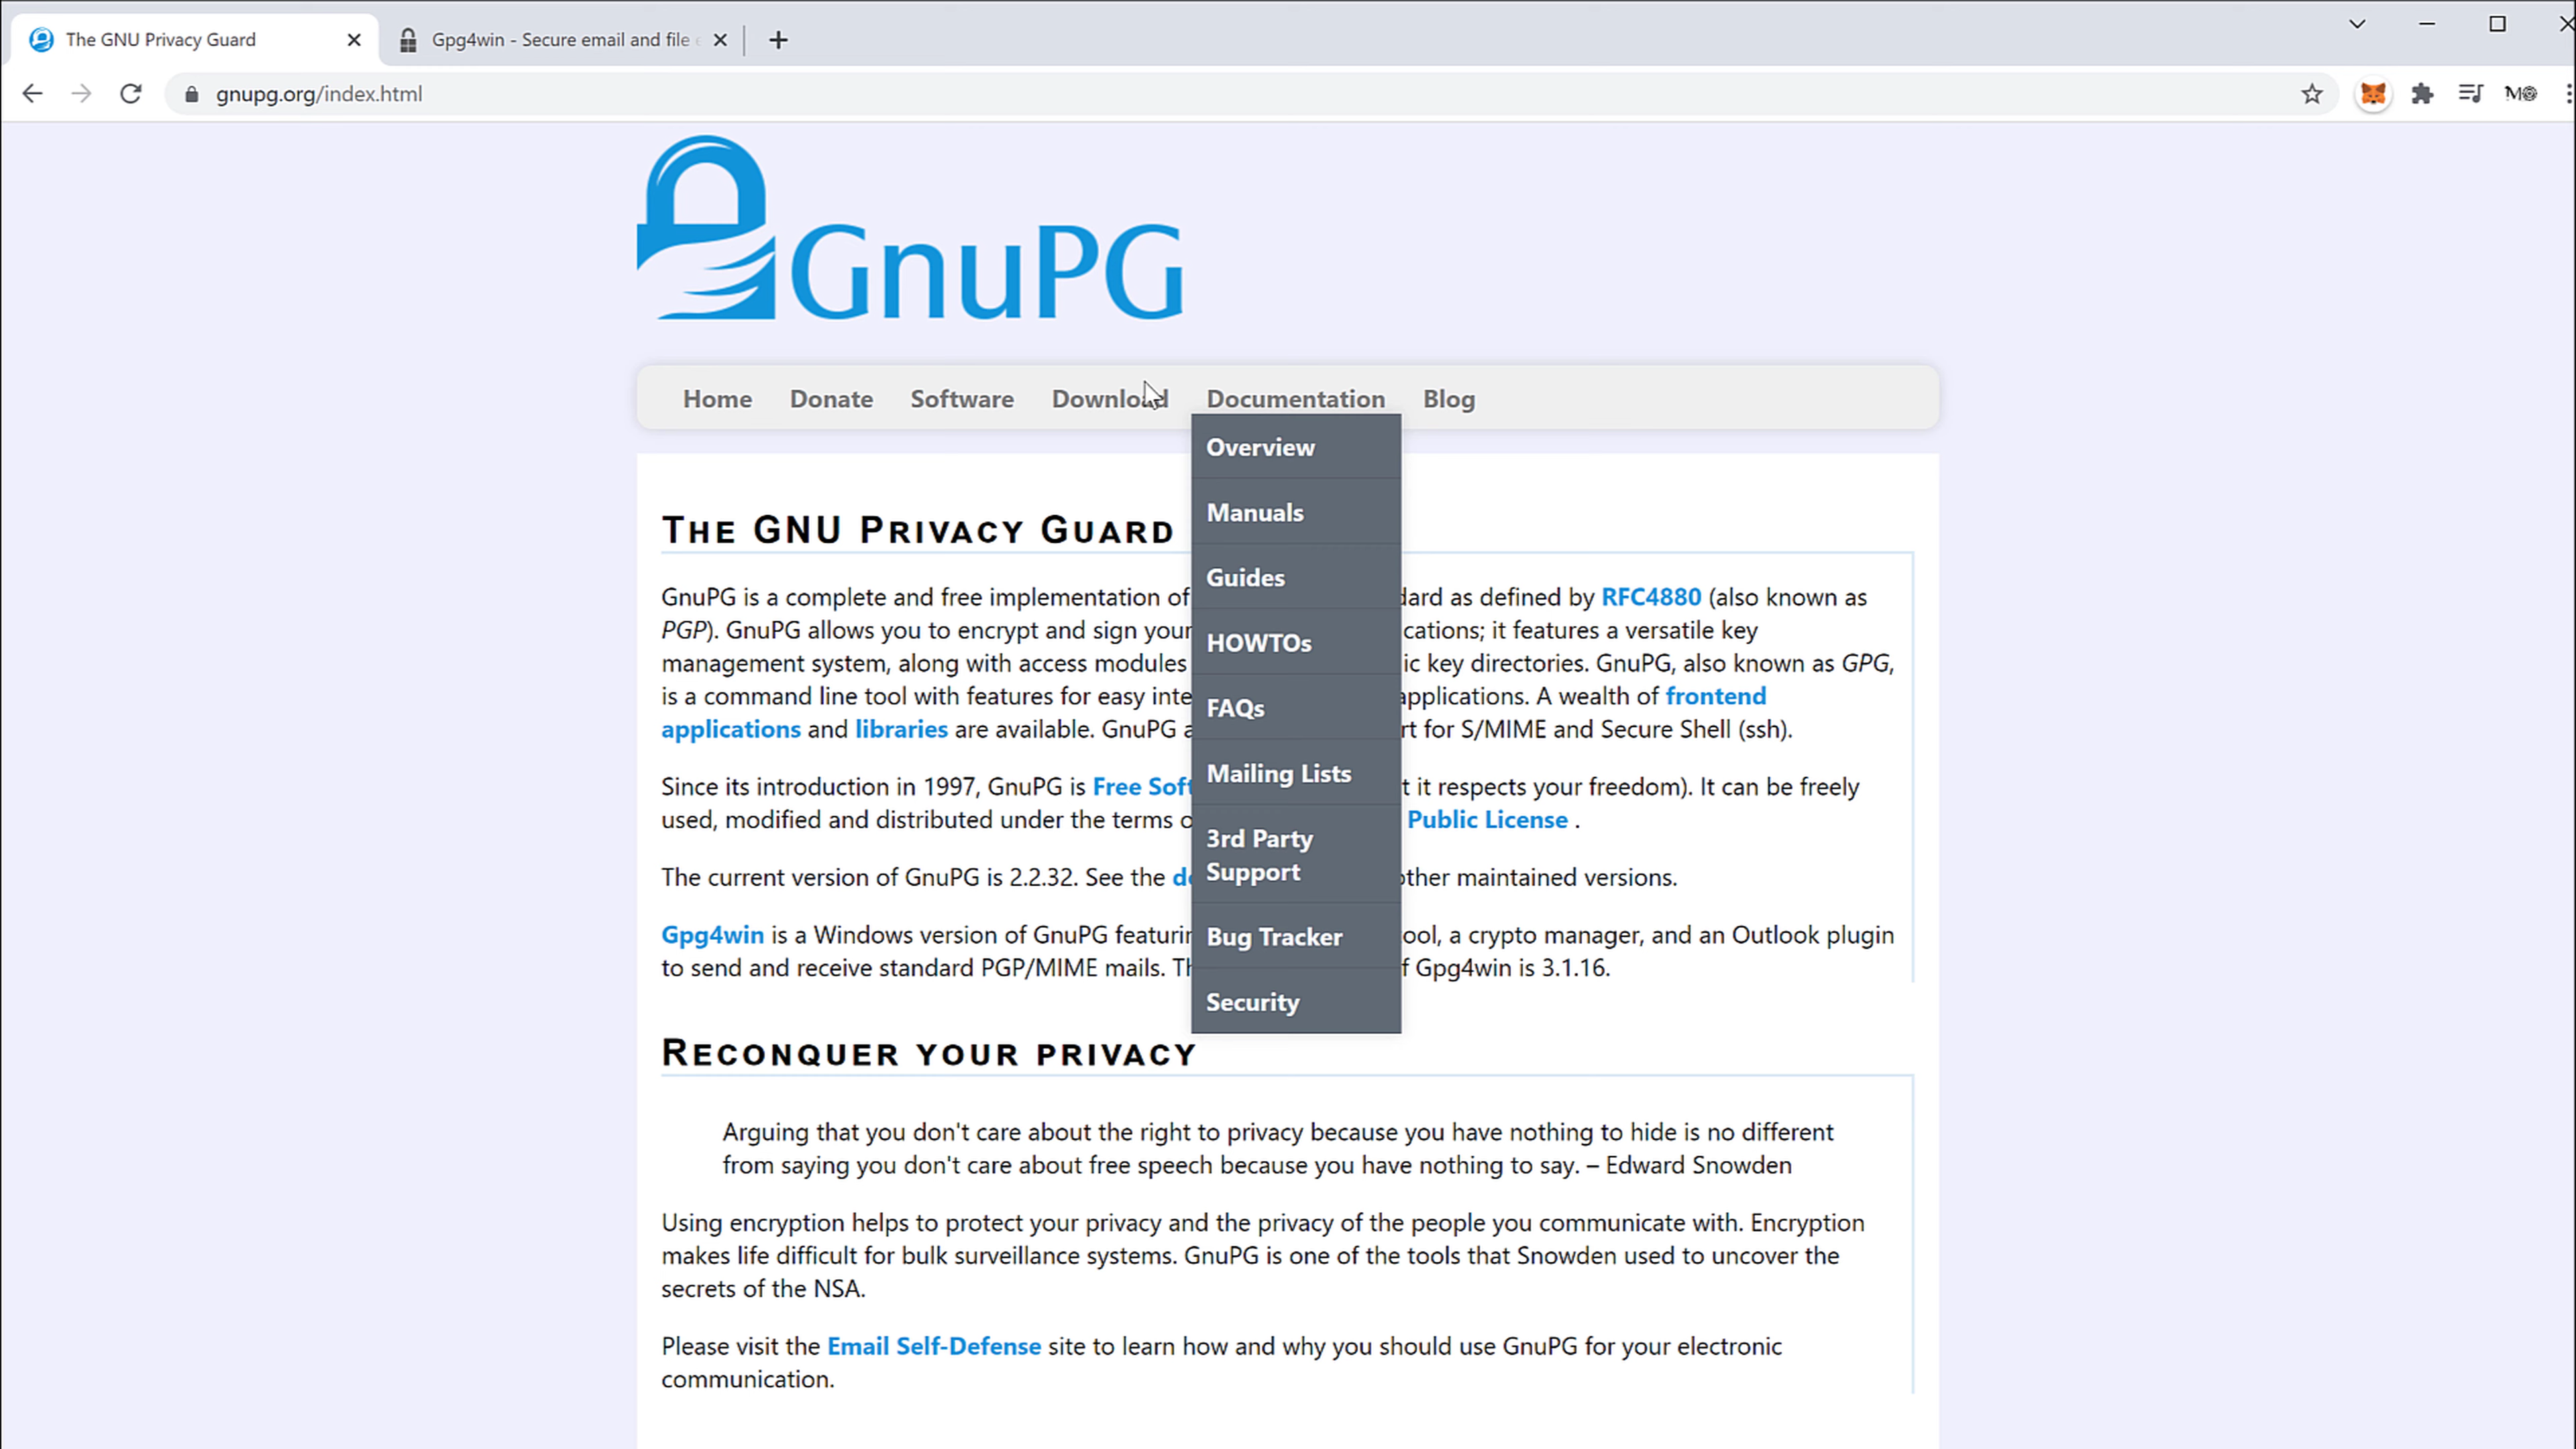 The GNU Privacy Guard
Gpg4win - Secure email and file
gnupg.org/index.html
GnuPG
Home Donate Software Download Documentation Blog
Overview
Manuals
Guides
HOWTOs
FAQs
Mailing Lists
3rd Party
Support
Bug Tracker
Security
THE GNU PRIVACY GUARD
GnuPG is a complete and free implementation of dard as defined by RFC4880 (also known as
PGP). GnuPG allows you to encrypt and sign your cations; it features a versatile key
management system, along with access modules ic key directories. GnuPG, also known as GPG,
is a command line tool with features for easy inte applications. A wealth of frontend
applications and libraries are available. GnuPG a rt for S/MIME and Secure Shell (ssh).
Since its introduction in 1997, GnuPG is Free Soft t it respects your freedom). It can be freely
used, modified and distributed under the terms o Public License .
The current version of GnuPG is 2.2.32. See the do other maintained versions.
Gpg4win is a Windows version of GnuPG featurin ool, a crypto manager, and an Outlook plugin
to send and receive standard PGP/MIME mails. Th f Gpg4win is 3.1.16.
RECONQUER YOUR PRIVACY
Arguing that you don't care about the right to privacy because you have nothing to hide is no different
from saying you don't care about free speech because you have nothing to say. – Edward Snowden
Using encryption helps to protect your privacy and the privacy of the people you communicate with. Encryption
makes life difficult for bulk surveillance systems. GnuPG is one of the tools that Snowden used to uncover the
secrets of the NSA.
Please visit the Email Self-Defense site to learn how and why you should use GnuPG for your electronic
communication.